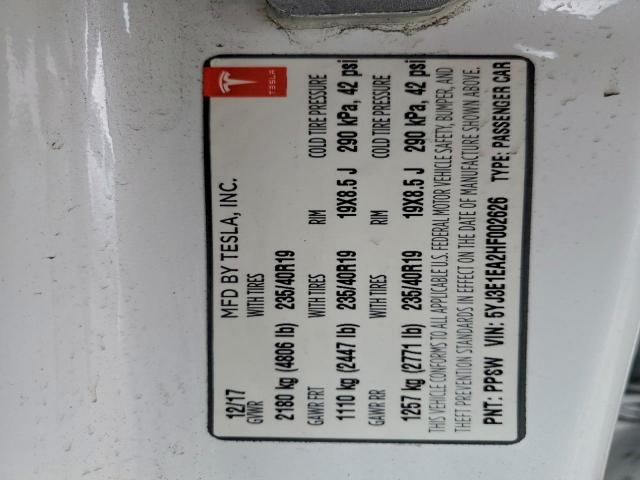 TESLA
MFD BY TESLA, INC.
12/17
GVWR WITH TIRES RIM COLD TIRE PRESSURE
2180 kg (4806 lb) 235/40R19 19X8.5 J 290 kPa, 42 psi
GAWR FRT WITH TIRES RIM COLD TIRE PRESSURE
1110 kg (2447 lb) 235/40R19 19X8.5 J 290 kPa, 42 psi
GAWR RR
1257 kg (2771 lb) 235/40R19
THIS VEHICLE CONFORMS TO ALL APPLICABLE U.S. FEDERAL MOTOR VEHICLE SAFETY, BUMPER, AND
THEFT PREVENTION STANDARDS IN EFFECT ON THE DATE OF MANUFACTURE SHOWN ABOVE.
PNT: PPSW VIN: 5YJ3E1EA2HF002626 TYPE: PASSENGER CAR